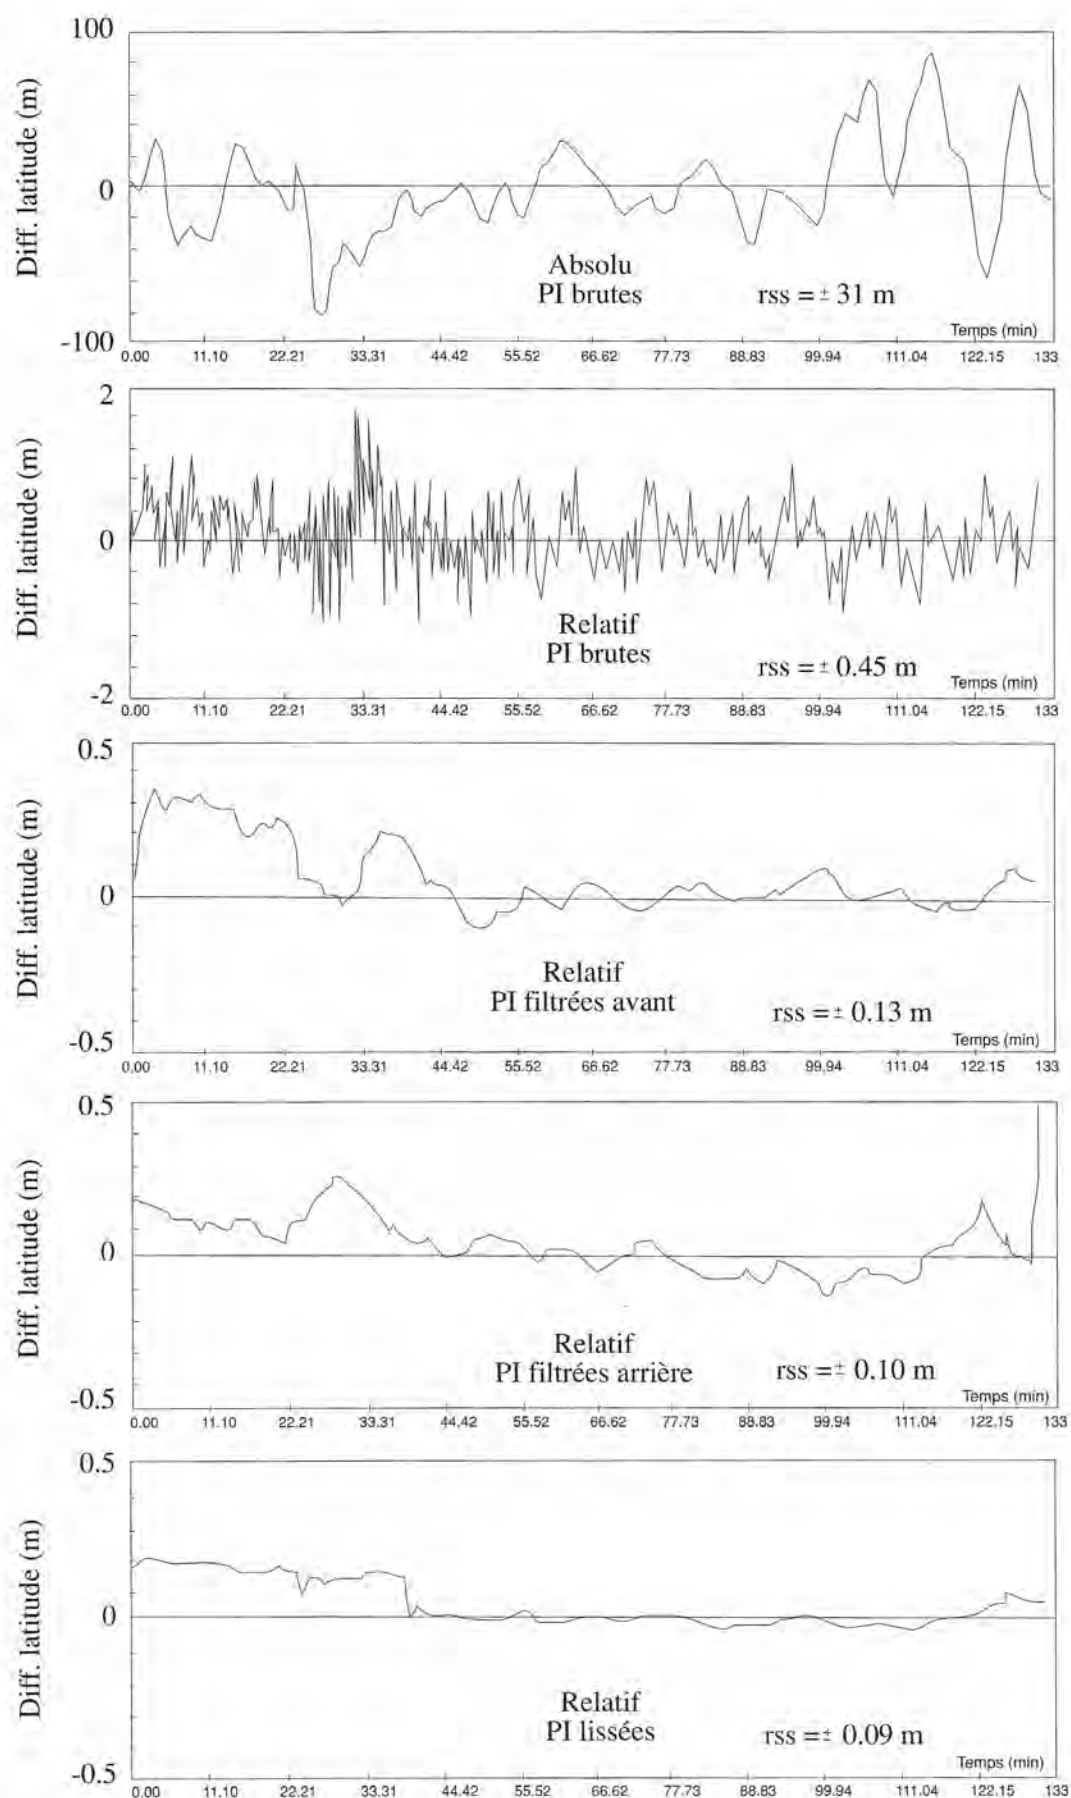 100
Diff. latitude (m)
0
Absolu
PI brutes
rss = ± 31 m
Temps (min)
-100
0.00 11.10 22.21 33.31 44.42 55.52 66.62 77.73 88.83 99.94 111.04 122.15 133
2
Diff. latitude (m)
0
Relatif
PI brutes
rss = ± 0.45 m
Temps (min)
-2
0.00 11.10 22.21 33.31 44.42 55.52 66.62 77.73 88.83 99.94 111.04 122.15 133
0.5
Diff. latitude (m)
0
Relatif
PI filtrées avant
rss = ± 0.13 m
Temps (min)
-0.5
0.00 11.10 22.21 33.31 44.42 55.52 66.62 77.73 88.83 99.94 111.04 122.15 133
0.5
Diff. latitude (m)
0
Relatif
PI filtrées arrière
rss = ± 0.10 m
Temps (min)
-0.5
0.00 11.10 22.21 33.31 44.42 55.52 66.62 77.73 88.83 99.94 111.04 122.15 133
0.5
Diff. latitude (m)
0
Relatif
PI lissées
rss = ± 0.09 m
Temps (min)
-0.5
0.00 11.10 22.21 33.31 44.42 55.52 66.62 77.73 88.83 99.94 111.04 122.15 133